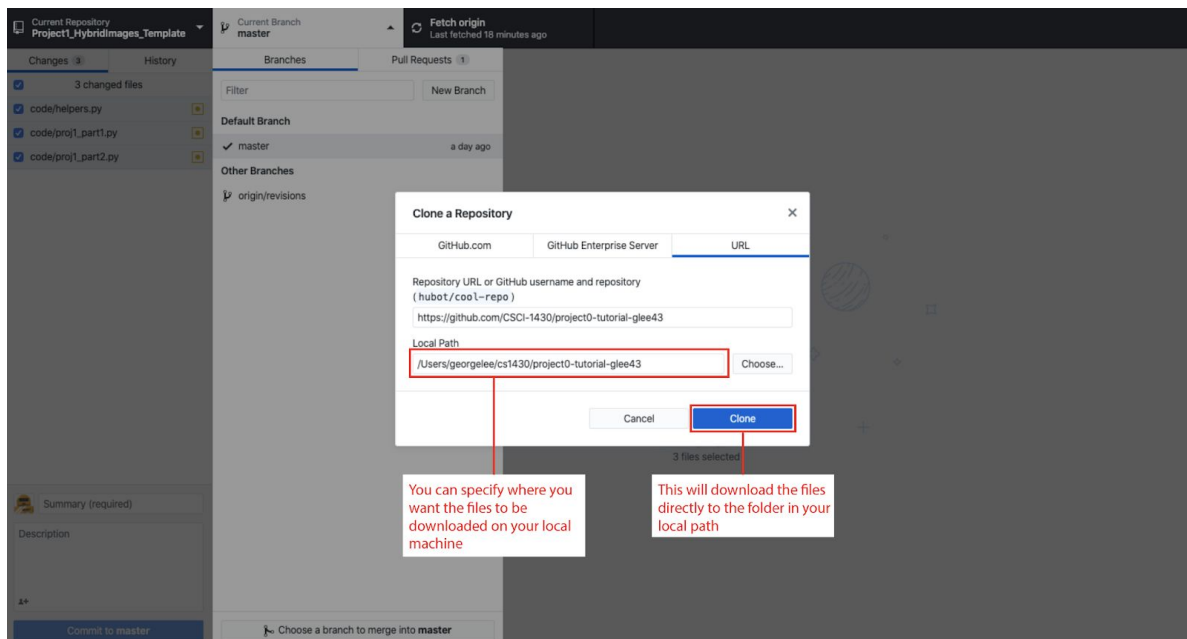 Current Repository
Project1_HybridImages_Template
Current Branch
master
Fetch origin
Last fetched 18 minutes ago
Changes 3
History
Branches
Pull Requests 1
3 changed files
Filter
New Branch
code/helpers.py
code/proj1_part1.py
code/proj1_part2.py
Default Branch
master
a day ago
Other Branches
origin/revisions
Clone a Repository
GitHub.com
GitHub Enterprise Server
URL
Repository URL or GitHub username and repository
(hubot/cool-repo)
https://github.com/CSCI-1430/project0-tutorial-glee43
Local Path
/Users/georgelee/cs1430/project0-tutorial-glee43
Choose...
Cancel
Clone
3 files selected
You can specify where you
want the files to be
downloaded on your local
machine
This will download the files
directly to the folder in your
local path
Summary (required)
Description
Commit to master
Choose a branch to merge into master